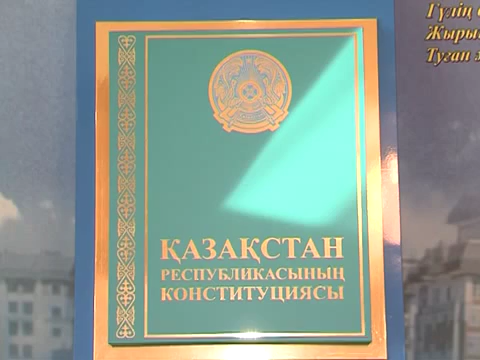 Гүлің
Жыры
Туған
ҚАЗАҚСТАН
РЕСПУБЛИКАСЫНЫҢ
КОНСТИТУЦИЯСЫ